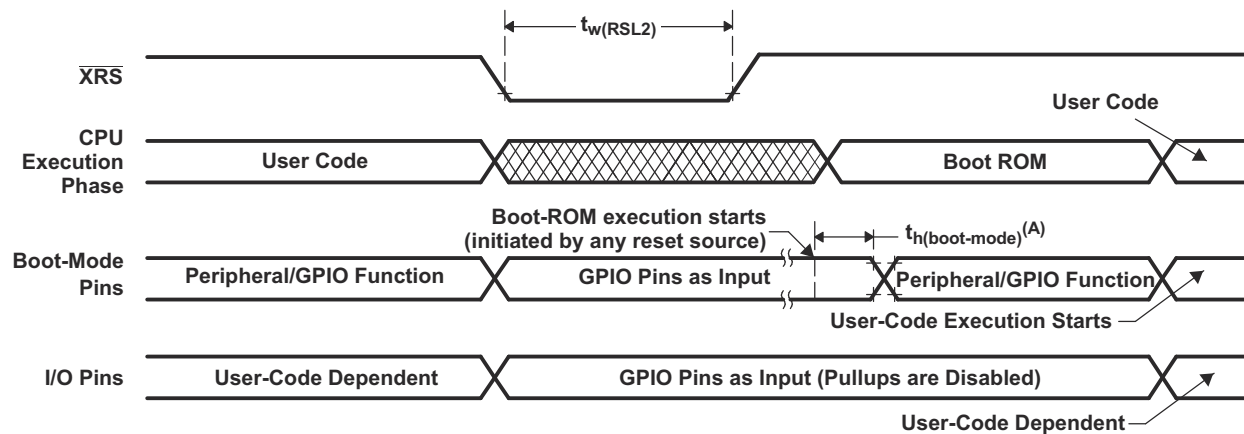 tw(RSL2)
XRS
User Code
CPU
Execution
Phase
User Code
Boot ROM
Boot-ROM execution starts
(initiated by any reset source)
th(boot-mode)(A)
Boot-Mode
Pins
Peripheral/GPIO Function
GPIO Pins as Input
Peripheral/GPIO Function
User-Code Execution Starts
I/O Pins
User-Code Dependent
GPIO Pins as Input (Pullups are Disabled)
User-Code Dependent